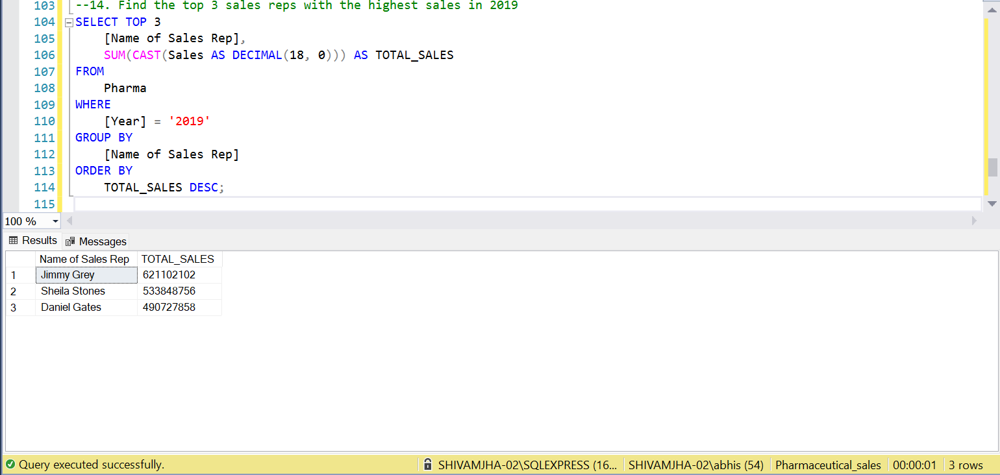 103 --14. Find the top 3 sales reps with the highest sales in 2019
104 SELECT TOP 3
105 [Name of Sales Rep],
106 SUM(CAST(Sales AS DECIMAL(18, 0))) AS TOTAL_SALES
107 FROM
108 Pharma
109 WHERE
110 [Year] = '2019'
111 GROUP BY
112 [Name of Sales Rep]
113 ORDER BY
114 TOTAL_SALES DESC;
115
100 %
Results Messages
Name of Sales Rep TOTAL_SALES
1 Jimmy Grey 621102102
2 Sheila Stones 533848756
3 Daniel Gates 490727858
Query executed successfully. SHIVAMJHA-02\SQLEXPRESS (16... SHIVAMJHA-02\abhis (54) Pharmaceutical_sales 00:00:01 3 rows